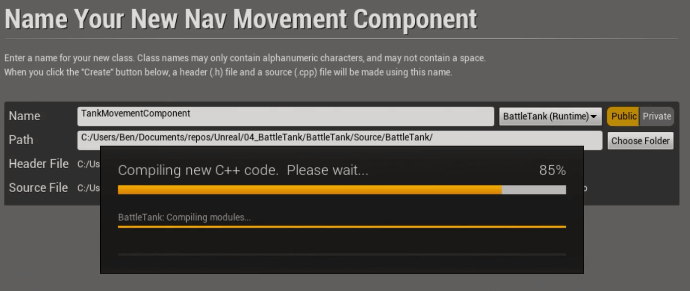 Name Your New Nav Movement Component
Enter a name for your new class. Class names may only contain alphanumeric characters, and may not contain a space.
When you click the "Create" button below, a header (.h) file and a source (.cpp) file will be made using this name.
Name TankMovementComponent BattleTank (Runtime) Public Private
Path C:/Users/Ben/Documents/repos/Unreal/04_BattleTank/BattleTank/Source/BattleTank/ Choose Folder
Header File C:/Us
Source File C:/Us p
Compiling new C++ code. Please wait... 85%
BattleTank: Compiling modules...